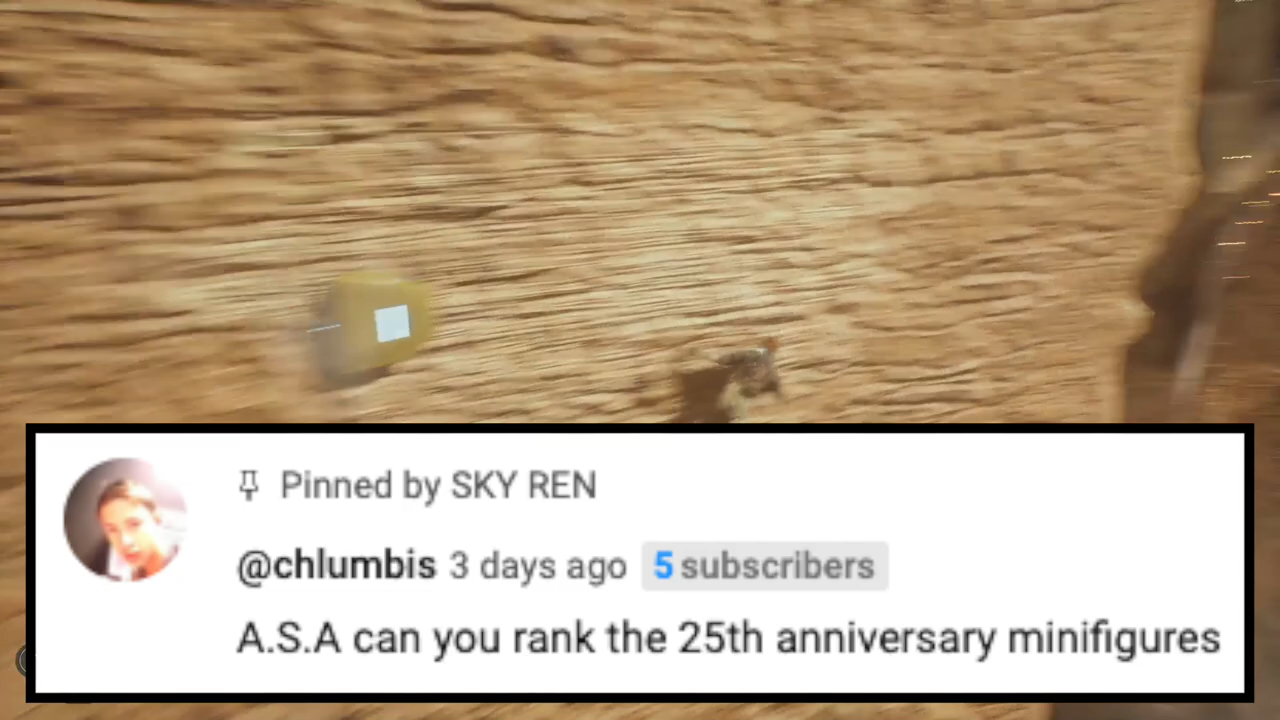 Pinned by SKY REN
@chlumbis 3 days ago 5 subscribers
A.S.A can you rank the 25th anniversary minifigures